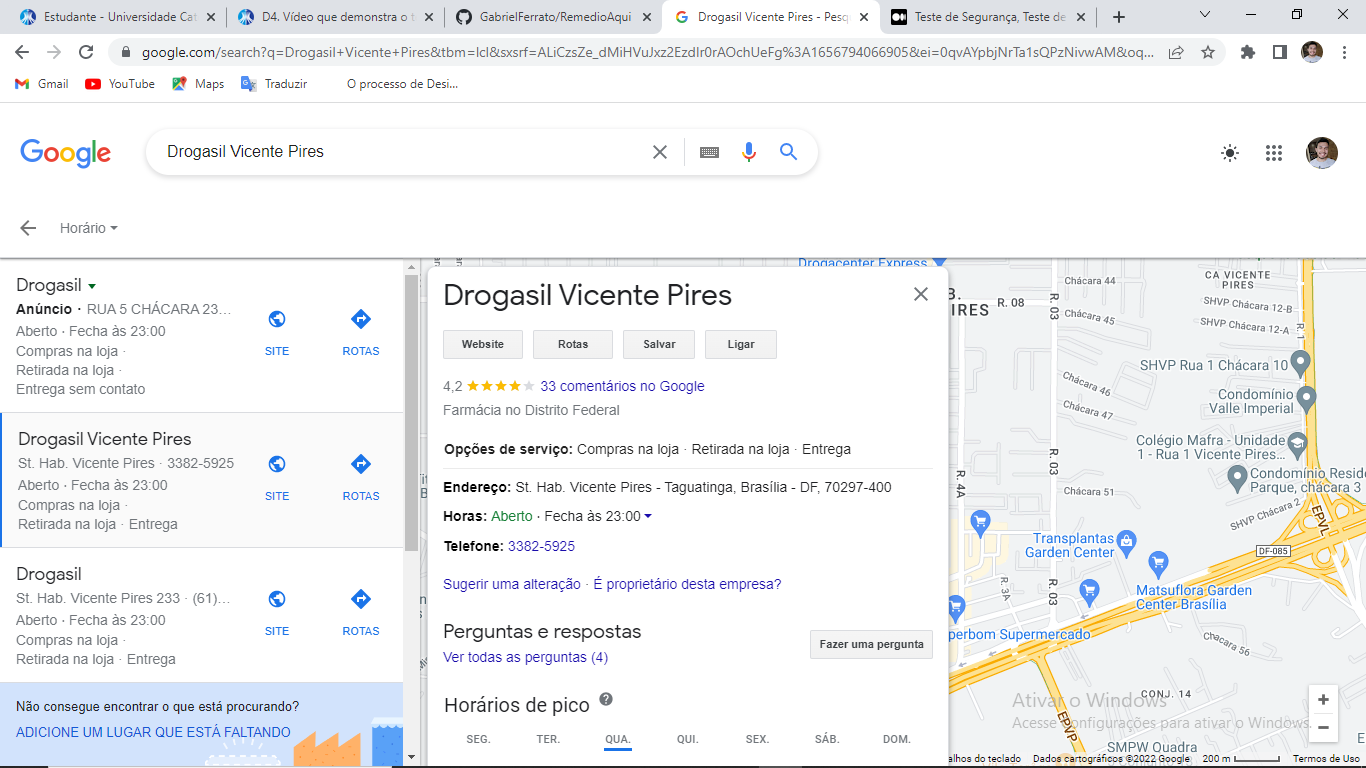 Estudante - Universidade Cat
D4. Vídeo que demonstra o t
GabrielFerrato/RemedioAqui
Drogasil Vicente Pires - Pesq
Teste de Segurança, Teste de
google.com/search?q=Drogasil+Vicente+Pires&tbm=lcl&sxsrf=ALiCzsZe_dMiHVuJxz2EzdIr0rAOchUeFg%3A1656794066905&ei=0qvAYpbjNrTa1sQPzNivwAM&oq...
Gmail
YouTube
Maps
Traduzir
O processo de Desi...
Google
Drogasil Vicente Pires
Horário
Drogasil
Anúncio · RUA 5 CHÁCARA 23...
Aberto · Fecha às 23:00
Compras na loja ·
Retirada na loja ·
Entrega sem contato
SITE
ROTAS
Drogasil Vicente Pires
St. Hab. Vicente Pires · 3382-5925
Aberto · Fecha às 23:00
Compras na loja ·
Retirada na loja · Entrega
SITE
ROTAS
Drogasil
St. Hab. Vicente Pires 233 · (61)...
Aberto · Fecha às 23:00
Compras na loja ·
Retirada na loja · Entrega
SITE
ROTAS
Não consegue encontrar o que está procurando?
ADICIONE UM LUGAR QUE ESTÁ FALTANDO
Drogasil Vicente Pires
Website
Rotas
Salvar
Ligar
4,2 33 comentários no Google
Farmácia no Distrito Federal
Opções de serviço: Compras na loja · Retirada na loja · Entrega
Endereço: St. Hab. Vicente Pires - Taguatinga, Brasília - DF, 70297-400
Horas: Aberto · Fecha às 23:00
Telefone: 3382-5925
Sugerir uma alteração · É proprietário desta empresa?
Perguntas e respostas
Ver todas as perguntas (4)
Fazer uma pergunta
Horários de pico
SEG.
TER.
QUA.
QUI.
SEX.
SÁB.
DOM.
Drogacenter Express
B.
PIRES
R. 08
R. 03
Chácara 44
Chácara 45
CA VICENTE
PIRES
SHVP Chácara 12-B
SHVP Chácara 12-A
R. 1
SHVP Rua 1 Chácara 10
Chácara 46
Chácara 47
Condomínio
Valle Imperial
Colégio Mafra - Unidade
1 - Rua 1 Vicente Pires...
Condomínio Reside
Parque, chácara 3
R. 03
R. 4A
Chácara 51
SHVP Chácara 2
EPVL
Transplantas
Garden Center
DF-085
R. 3A
R. 03
Matsuflora Garden
Center Brasília
perbom Supermercado
Chácara 56
CONJ. 14
EPVP
SMPW Quadra
Ativar o Windows
Acesse Configurações para ativar o Windows.
alhos do teclado
Dados cartográficos ©2022 Google
200 m
Termos de Uso